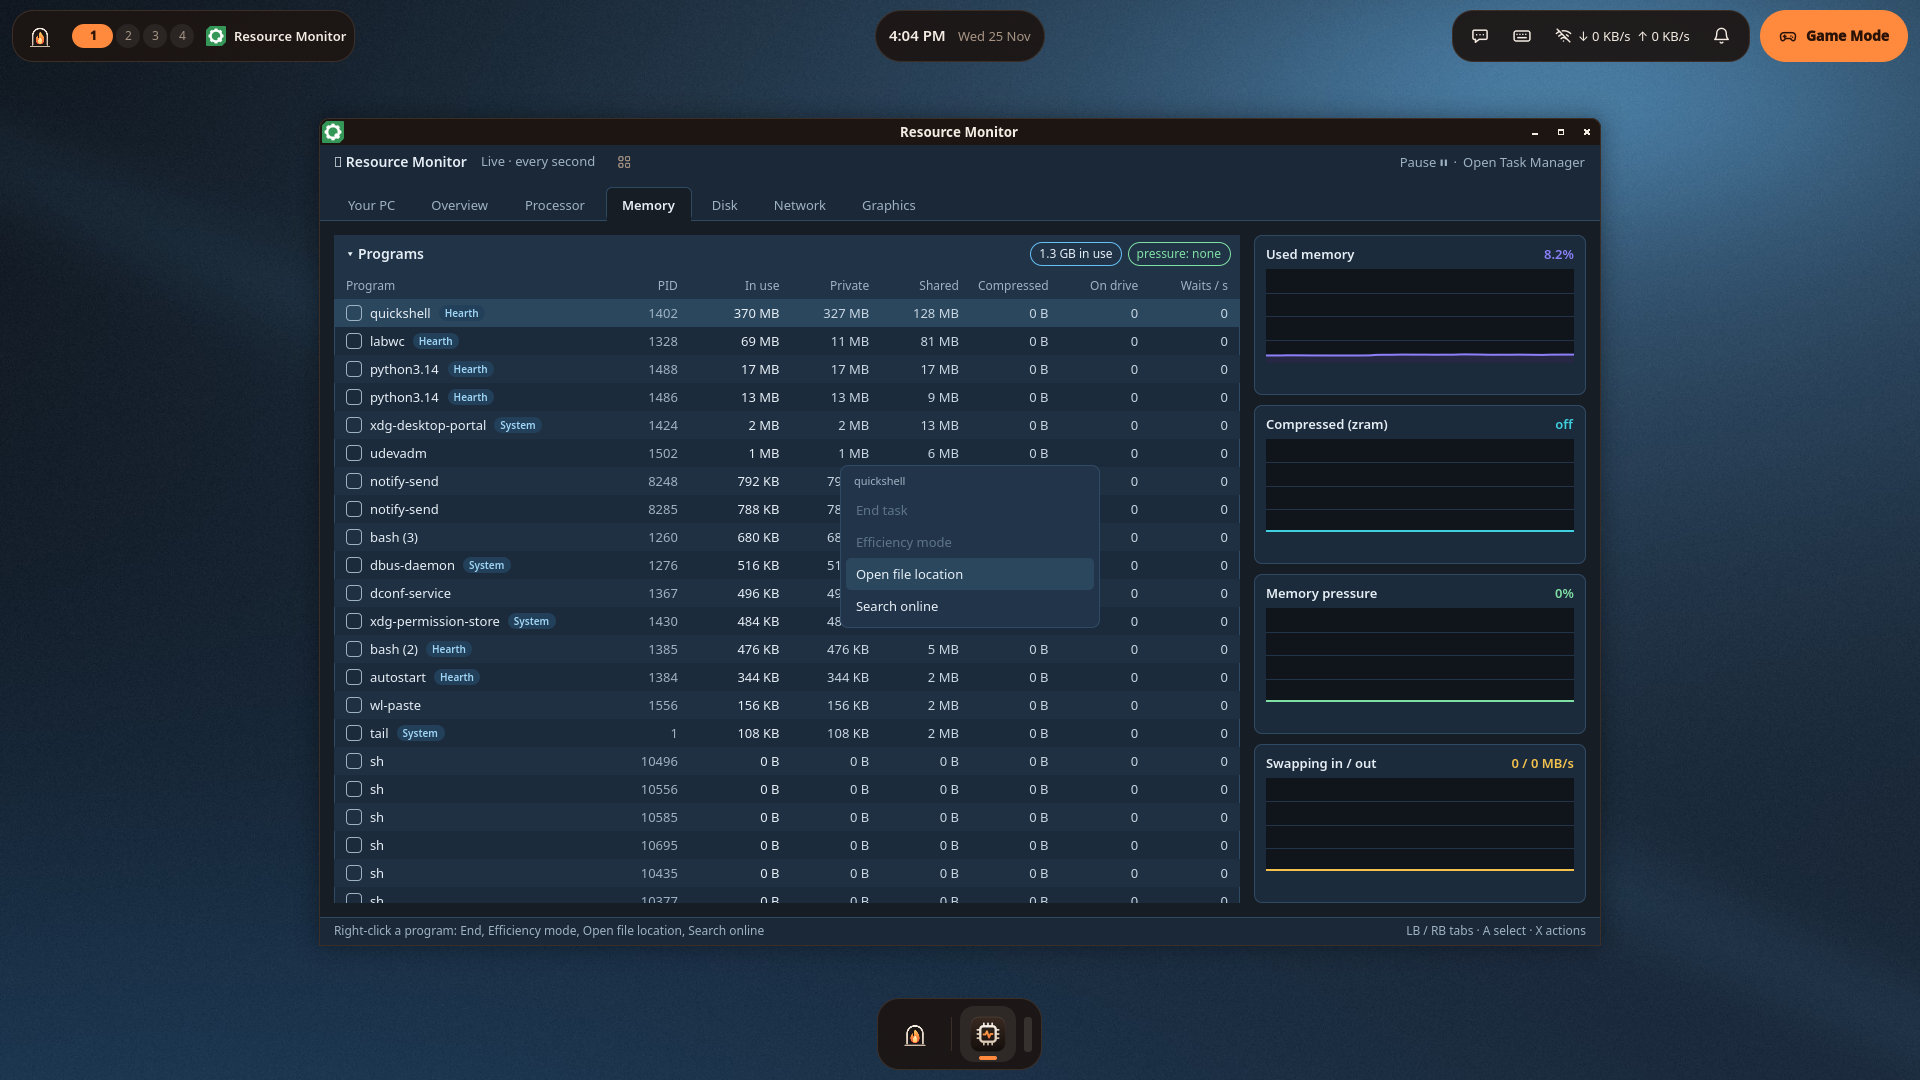 1 2 3 4 Resource Monitor
4:04 PM Wed 25 Nov
↓ 0 KB/s ↑ 0 KB/s
Game Mode
Resource Monitor
Resource Monitor Live · every second
Pause · Open Task Manager
Your PC Overview Processor Memory Disk Network Graphics
Programs 1.3 GB in use pressure: none
Program PID In use Private Shared Compressed On drive Waits / s
quickshell Hearth 1402 370 MB 327 MB 128 MB 0 B 0 0
labwc Hearth 1328 69 MB 11 MB 81 MB 0 B 0 0
python3.14 Hearth 1488 17 MB 17 MB 17 MB 0 B 0 0
python3.14 Hearth 1486 13 MB 13 MB 9 MB 0 B 0 0
xdg-desktop-portal System 1424 2 MB 2 MB 13 MB 0 B 0 0
udevadm 1502 1 MB 1 MB 6 MB 0 B 0 0
notify-send 8248 792 KB 79 0 0
notify-send 8285 788 KB 78 0 0
bash (3) 1260 680 KB 68 0 0
dbus-daemon System 1276 516 KB 51 0 0
dconf-service 1367 496 KB 49 0 0
xdg-permission-store System 1430 484 KB 48 0 0
bash (2) Hearth 1385 476 KB 476 KB 5 MB 0 B 0 0
autostart Hearth 1384 344 KB 344 KB 2 MB 0 B 0 0
wl-paste 1556 156 KB 156 KB 2 MB 0 B 0 0
tail System 1 108 KB 108 KB 2 MB 0 B 0 0
sh 10496 0 B 0 B 0 B 0 B 0 0
sh 10556 0 B 0 B 0 B 0 B 0 0
sh 10585 0 B 0 B 0 B 0 B 0 0
sh 10695 0 B 0 B 0 B 0 B 0 0
sh 10435 0 B 0 B 0 B 0 B 0 0
sh 10377 0 B 0 B 0 B 0 B 0 0
quickshell
End task
Efficiency mode
Open file location
Search online
Used memory 8.2%
Compressed (zram) off
Memory pressure 0%
Swapping in / out 0 / 0 MB/s
Right-click a program: End, Efficiency mode, Open file location, Search online
LB / RB tabs · A select · X actions